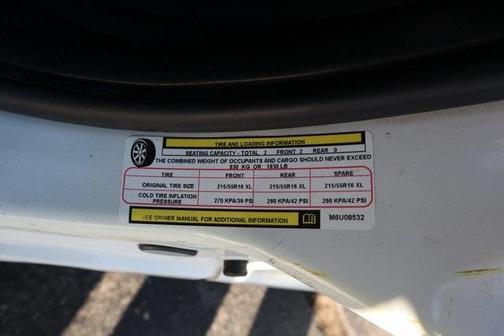 TIRE AND LOADING INFORMATION
SEATING CAPACITY - TOTAL 2 FRONT 2 REAR 0
THE COMBINED WEIGHT OF OCCUPANTS AND CARGO SHOULD NEVER EXCEED
830 KG OR 1830 LB
TIRE FRONT REAR SPARE
ORIGINAL TIRE SIZE 215/55R16 XL 215/55R16 XL 215/55R16 XL
COLD TIRE INFLATION PRESSURE 270 KPA/39 PSI 290 KPA/42 PSI 290 KPA/42 PSI
SEE OWNER MANUAL FOR ADDITIONAL INFORMATION M6U08532